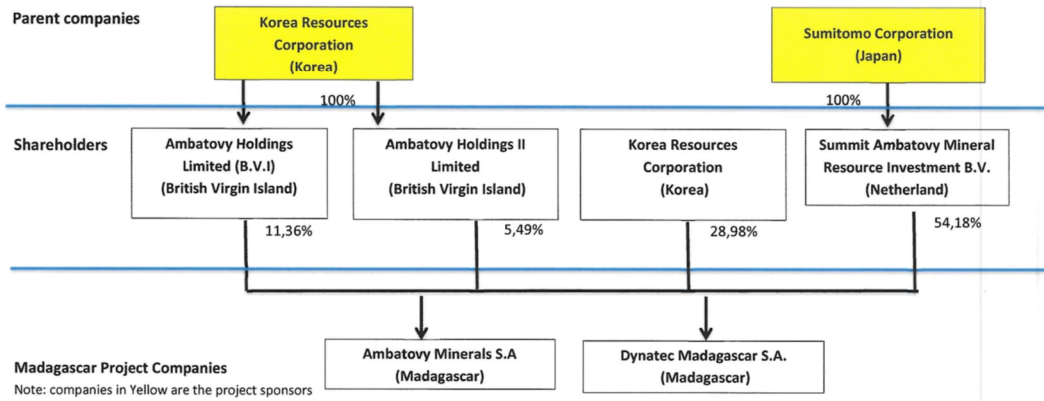 Parent companies
Korea Resources
Corporation
(Korea)
Sumitomo Corporation
(Japan)
100%
100%
Shareholders
Ambatovy Holdings
Limited (B.V.I)
(British Virgin Island)
Ambatovy Holdings II
Limited
(British Virgin Island)
Korea Resources
Corporation
(Korea)
Summit Ambatovy Mineral
Resource Investment B.V.
(Netherland)
11,36%
5,49%
28,98%
54,18%
Ambatovy Minerals S.A
(Madagascar)
Dynatec Madagascar S.A.
(Madagascar)
Madagascar Project Companies
Note: companies in Yellow are the project sponsors